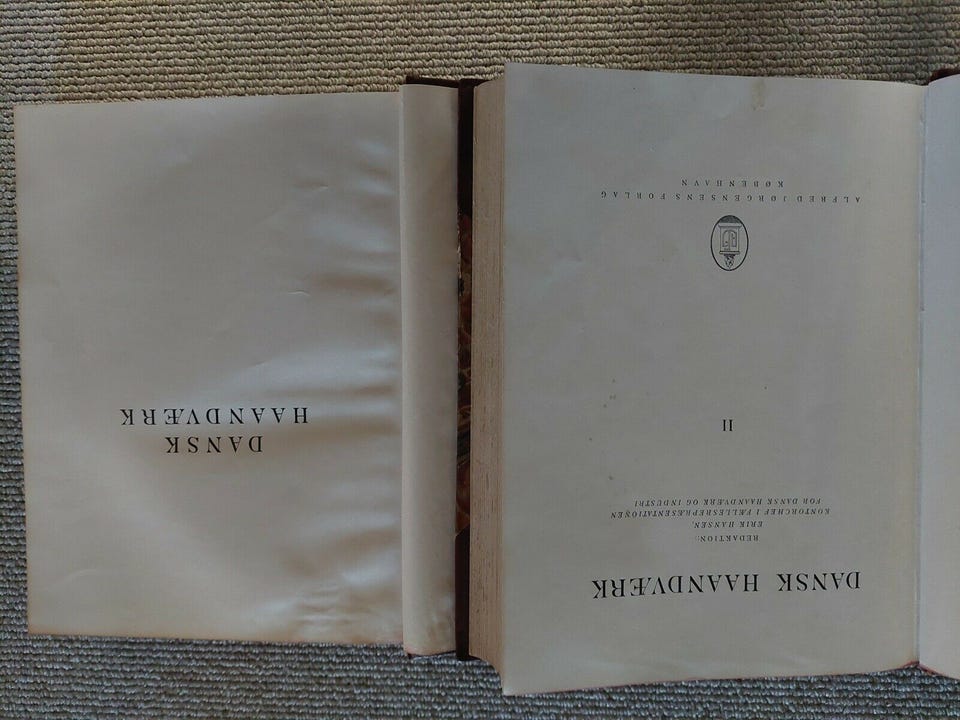 DANSK HAANDVÆRK
REDAKTION:
ERIK HANSEN,
KONTORCHEF I FÆLLESREPRÆSENTATIONEN
FOR DANSK HAANDVÆRK OG INDUSTRI
II
ALFRED JØRGENSENS FORLAG
KØBENHAVN
DANSK
HAANDVÆRK